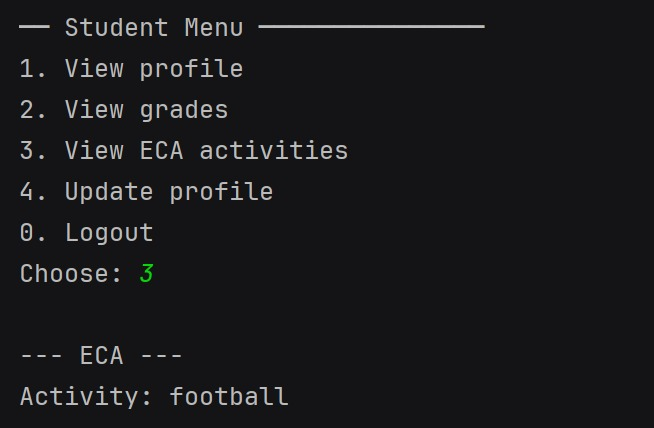 ── Student Menu ───────────────
1. View profile
2. View grades
3. View ECA activities
4. Update profile
0. Logout
Choose: 3
--- ECA ---
Activity: football